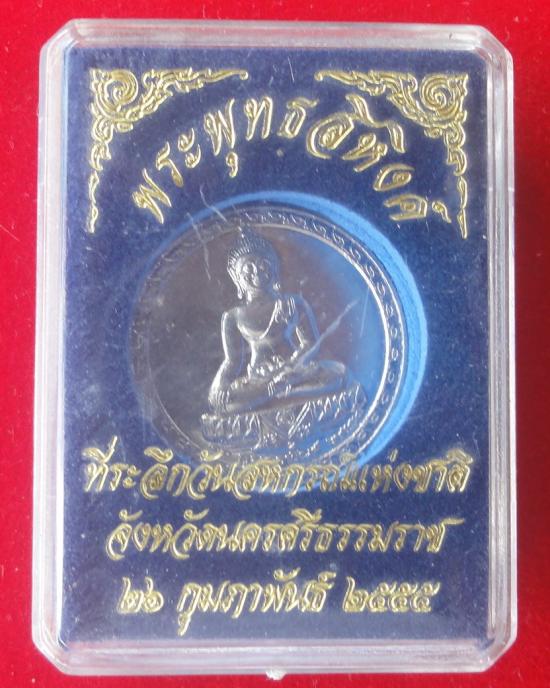 พระพุทธสิหิงค์
ที่ระลึกวันสหกรณ์แห่งชาติ
จังหวัดนครศรีธรรมราช
๒๖ กุมภาพันธ์ ๒๕๕๕